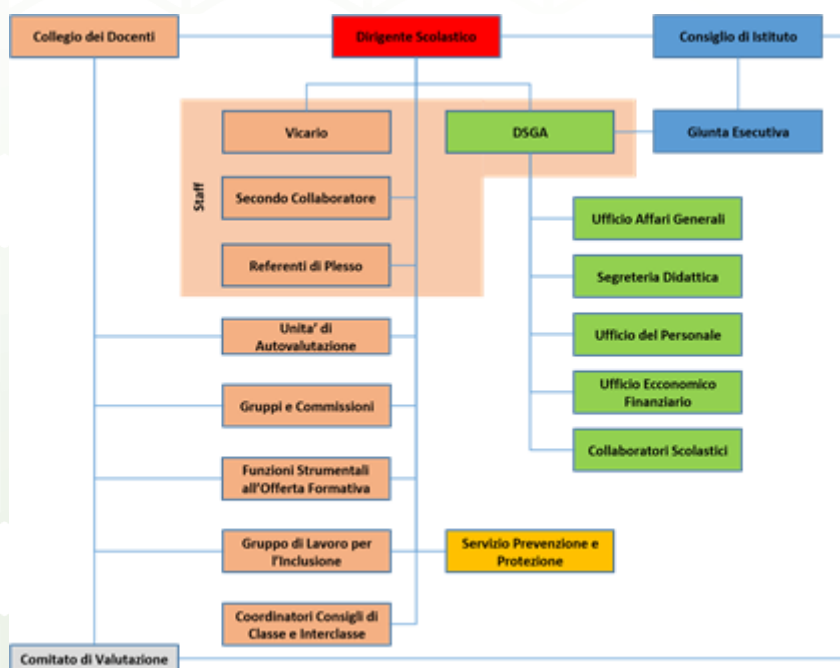 Collegio dei Docenti
Dirigente Scolastico
Consiglio di Istituto
Vicario
DSGA
Giunta Esecutiva
Staff
Secondo Collaboratore
Ufficio Affari Generali
Referenti di Plesso
Segreteria Didattica
Unita' di
Autovalutazione
Ufficio del Personale
Gruppi e Commissioni
Ufficio Ecconomico
Finanziario
Funzioni Strumentali
all'Offerta Formativa
Collaboratori Scolastici
Gruppo di Lavoro per
l'Inclusione
Servizio Prevenzione e
Protezione
Coordinatori Consigli di
Classe e Interclasse
Comitato di Valutazione